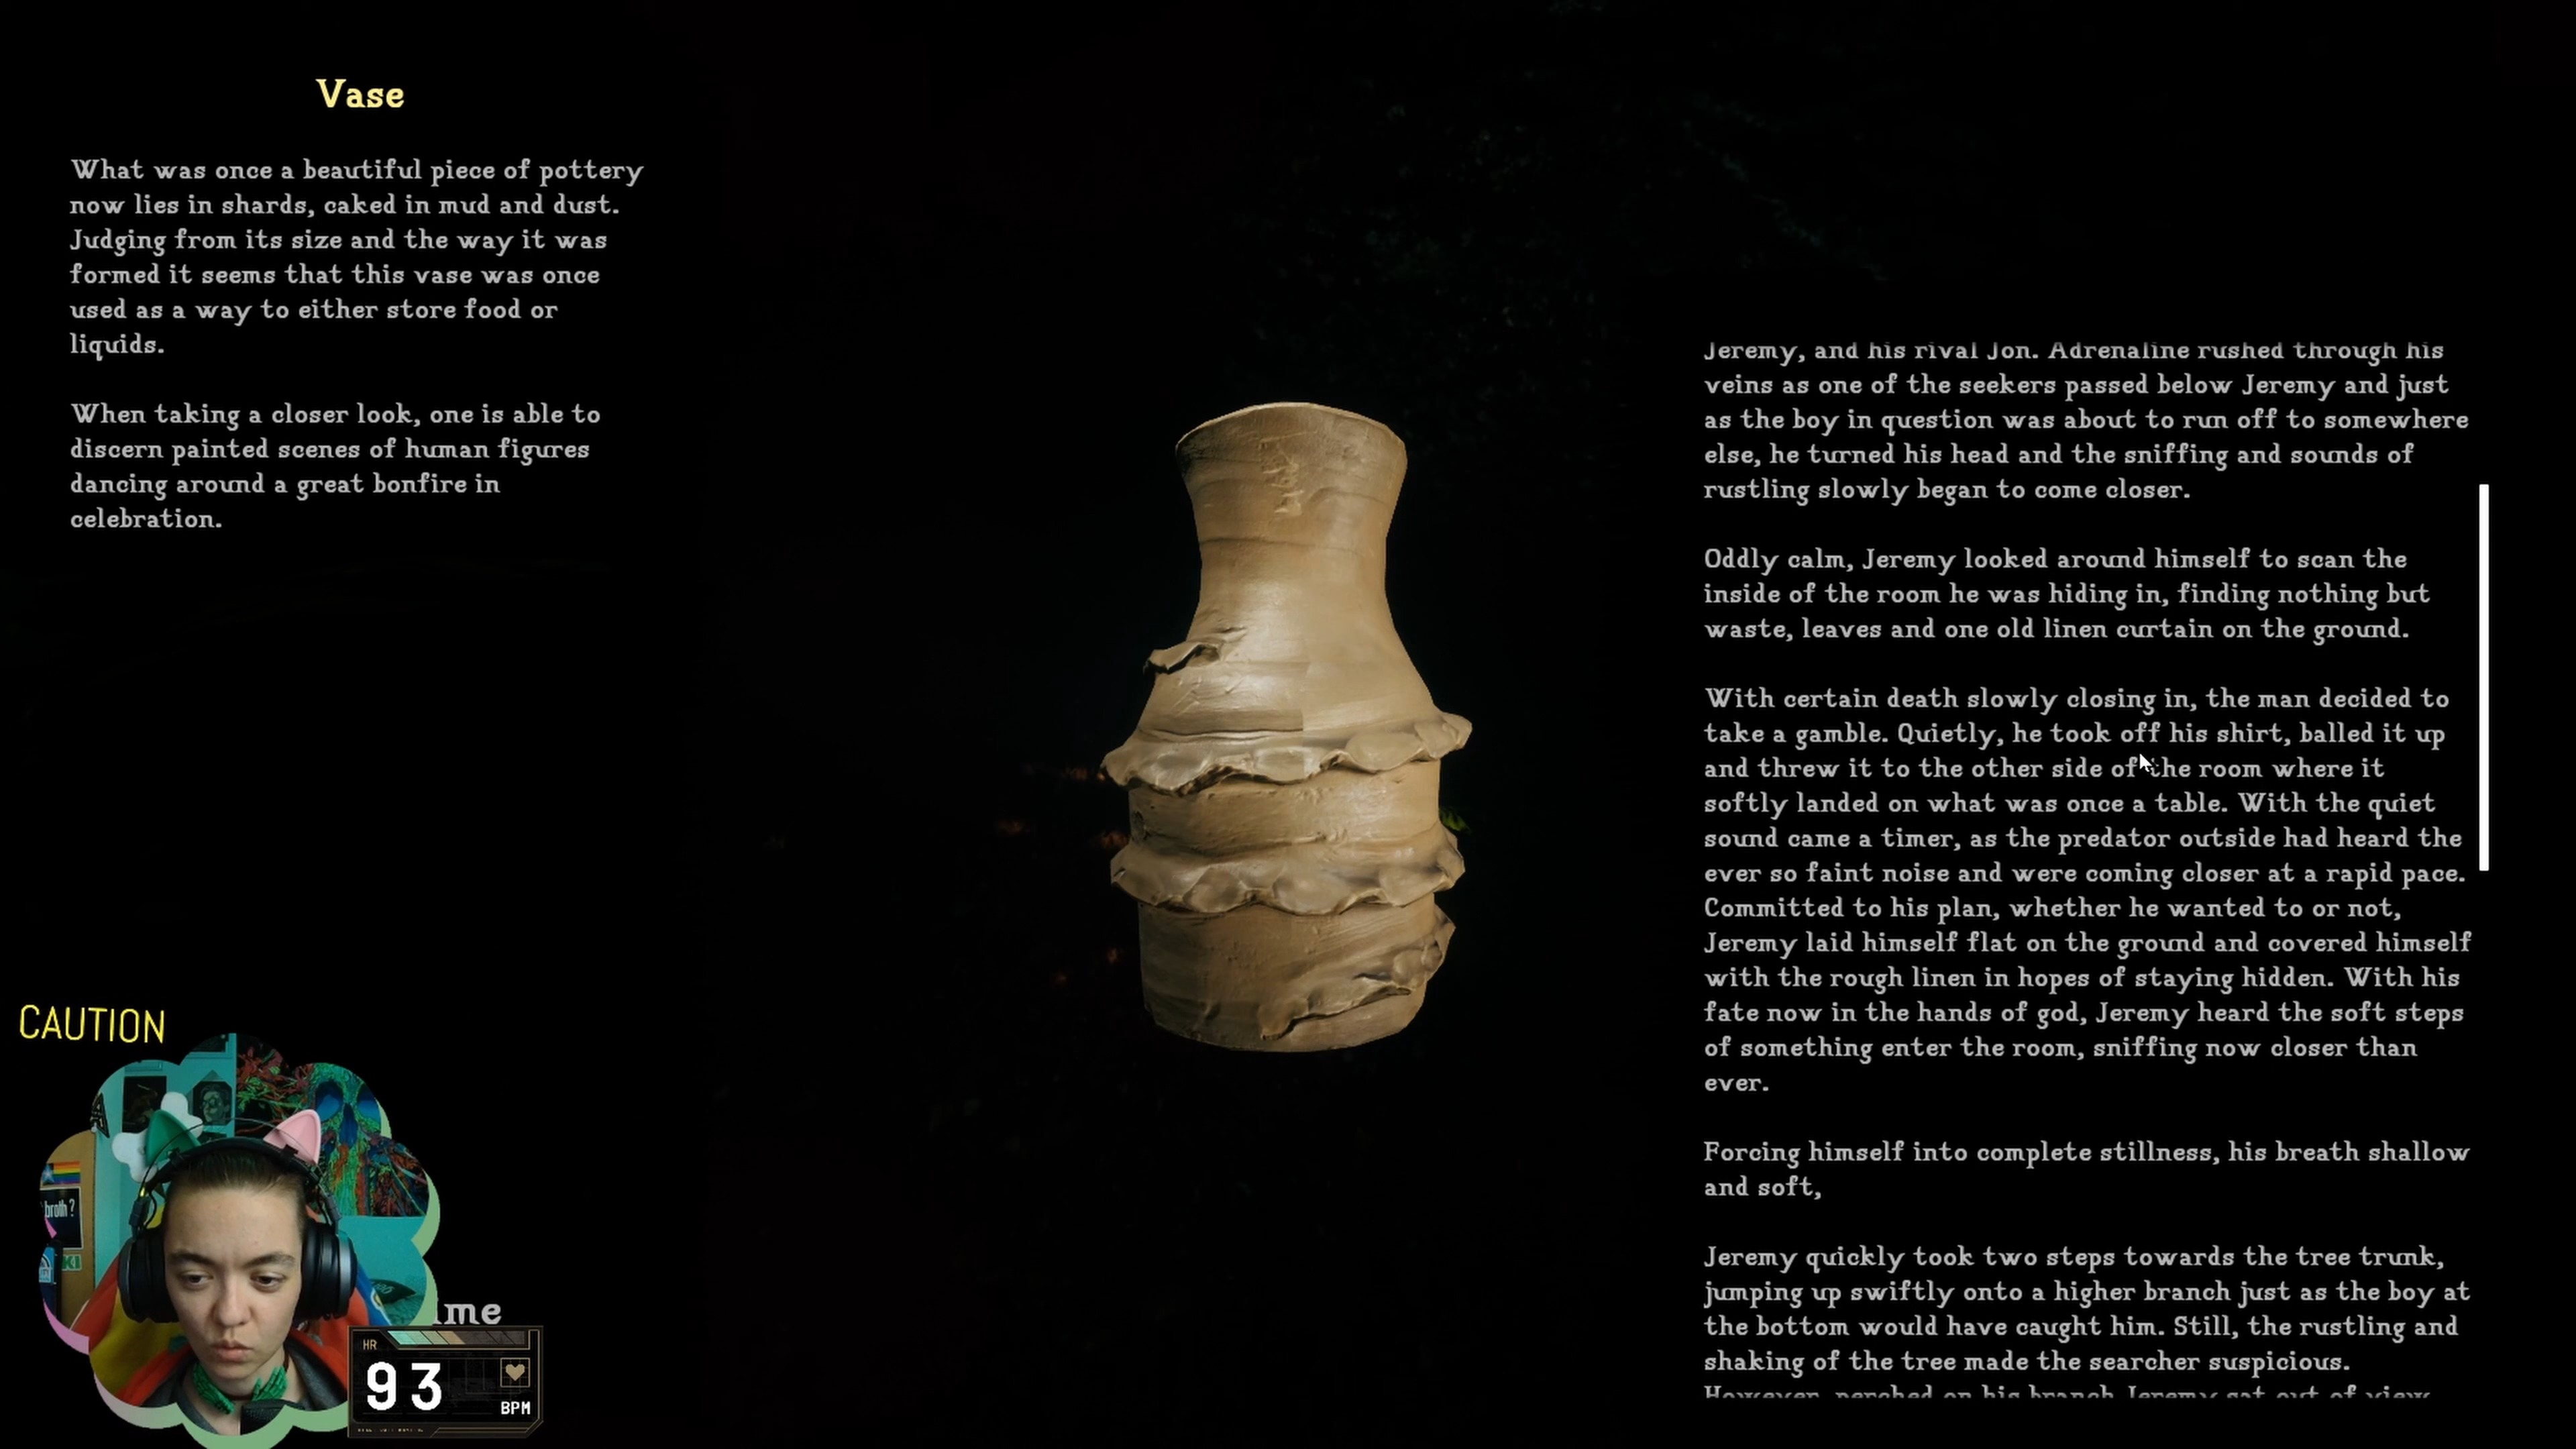 Vase
What was once a beautiful piece of pottery
now lies in shards, caked in mud and dust.
Judging from its size and the way it was
formed it seems that this vase was once
used as a way to either store food or
liquids.
When taking a closer look, one is able to
discern painted scenes of human figures
dancing around a great bonfire in
celebration.
Jeremy, and his rival Jon. Adrenaline rushed through his
veins as one of the seekers passed below Jeremy and just
as the boy in question was about to run off to somewhere
else, he turned his head and the sniffing and sounds of
rustling slowly began to come closer.
Oddly calm, Jeremy looked around himself to scan the
inside of the room he was hiding in, finding nothing but
waste, leaves and one old linen curtain on the ground.
With certain death slowly closing in, the man decided to
take a gamble. Quietly, he took off his shirt, balled it up
and threw it to the other side of the room where it
softly landed on what was once a table. With the quiet
sound came a timer, as the predator outside had heard the
ever so faint noise and were coming closer at a rapid pace.
Committed to his plan, whether he wanted to or not,
Jeremy laid himself flat on the ground and covered himself
with the rough linen in hopes of staying hidden. With his
fate now in the hands of god, Jeremy heard the soft steps
of something enter the room, sniffing now closer than
ever.
Forcing himself into complete stillness, his breath shallow
and soft,
Jeremy quickly took two steps towards the tree trunk,
jumping up swiftly onto a higher branch just as the boy at
the bottom would have caught him. Still, the rustling and
shaking of the tree made the searcher suspicious.
However, perched on his branch Jeremy sat out of view
CAUTION
broth?
me
HR
93
BPM